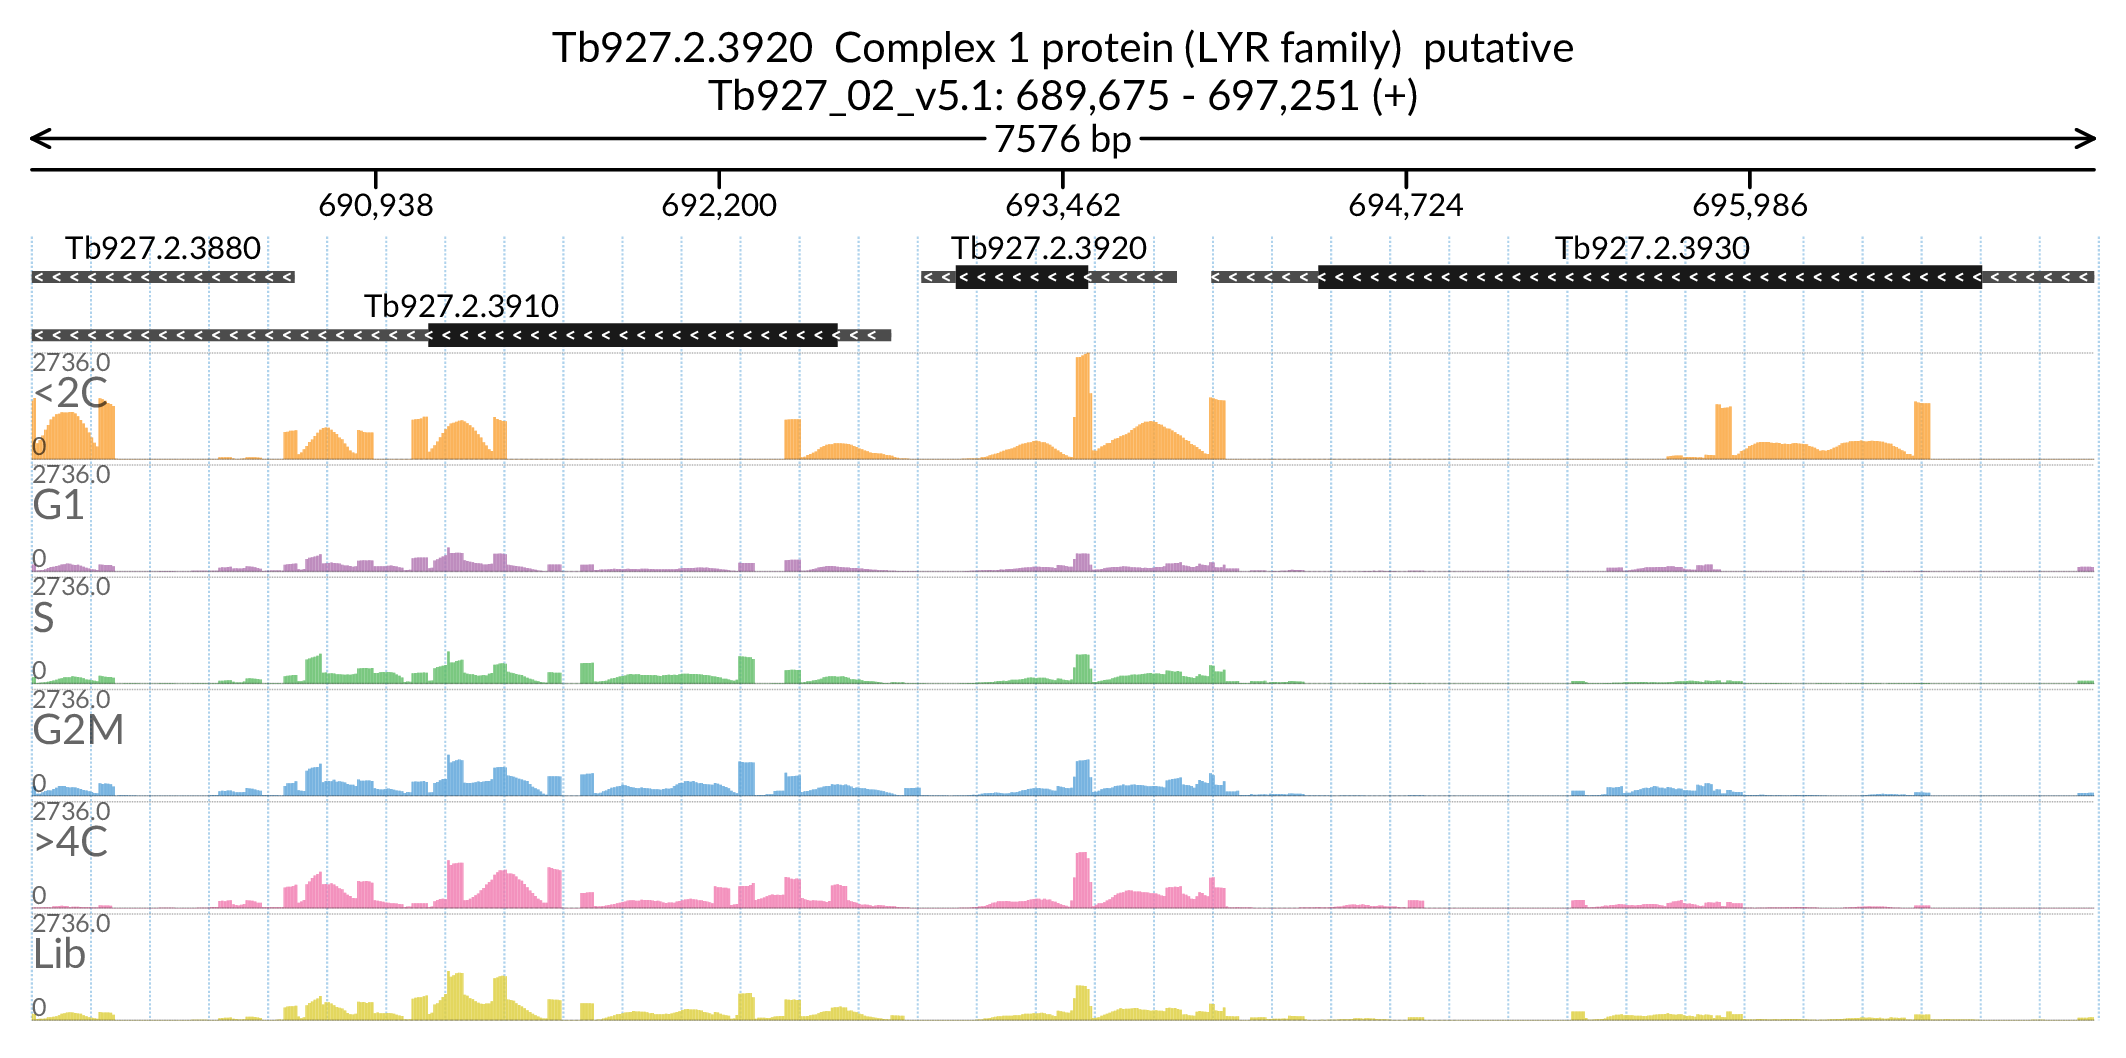 Tb927.2.3920  Complex 1 protein (LYR family)  putative
Tb927_02_v5.1: 689,675 - 697,251 (+)
7576 bp
690,938 692,200 693,462 694,724 695,986
Tb927.2.3880 Tb927.2.3920 Tb927.2.3930
Tb927.2.3910
2736.0
<2C
0
2736.0
G1
0
2736.0
S
0
2736.0
G2M
0
2736.0
>4C
0
2736.0
Lib
0